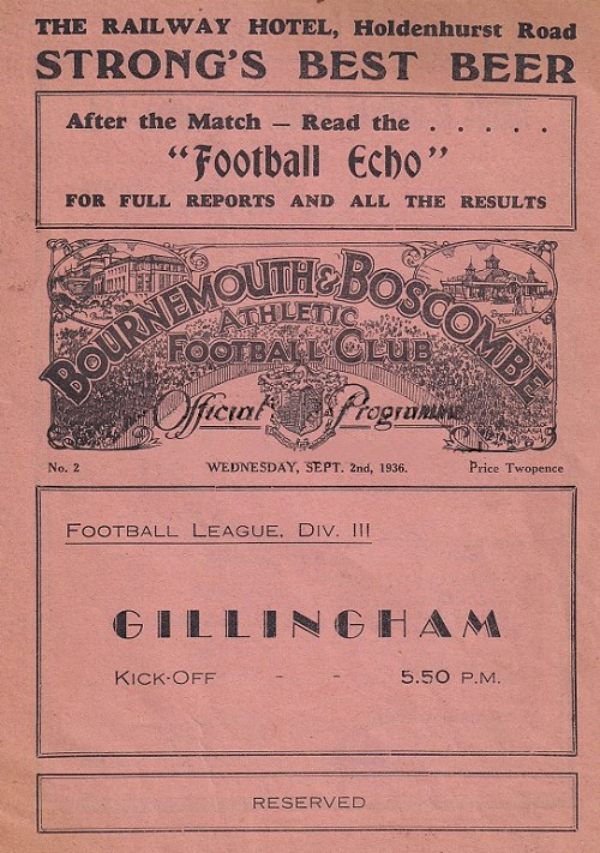 THE RAILWAY HOTEL, Holdenhurst Road
STRONG'S BEST BEER
After the Match — Read the . . . . .
"Football Echo"
FOR FULL REPORTS AND ALL THE RESULTS
BOURNEMOUTH & BOSCOMBE
ATHLETIC
FOOTBALL CLUB
Official Programme
No. 2 WEDNESDAY, SEPT. 2nd, 1936. Price Twopence
FOOTBALL LEAGUE, DIV. III
GILLINGHAM
KICK-OFF - - 5.50 P.M.
RESERVED